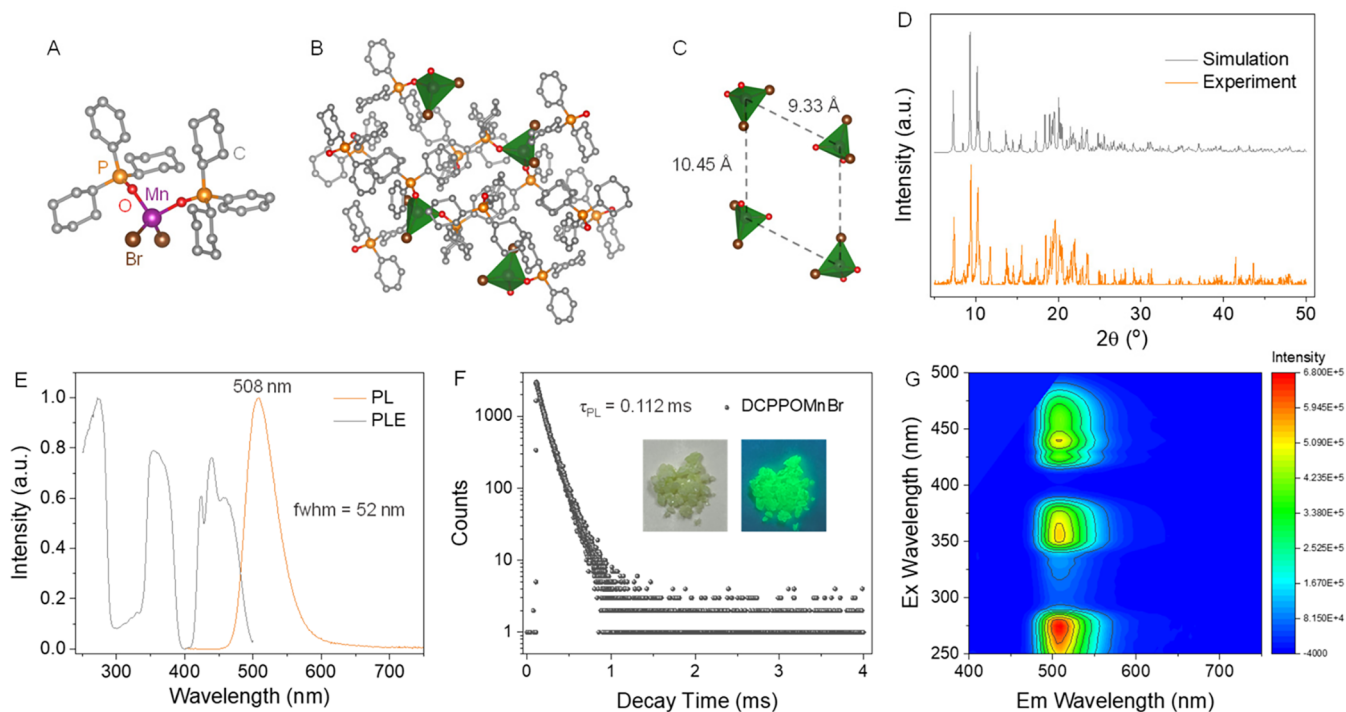 A
P
C
Mn
O
Br
B
C
9.33 Å
10.45 Å
D
Intensity (a.u.)
Simulation
Experiment
10 20 30 40 50
2θ (°)
E
508 nm
PL
PLE
fwhm = 52 nm
Intensity (a.u.)
1.0
0.8
0.6
0.4
0.2
0.0
300 400 500 600 700
Wavelength (nm)
F
τPL = 0.112 ms
DCPPOMnBr
Counts
1000
100
10
1
0 1 2 3 4
Decay Time (ms)
G
Ex Wavelength (nm)
500
450
400
350
300
250
400 500 600 700
Em Wavelength (nm)
Intensity
6.800E+5
5.945E+5
5.090E+5
4.235E+5
3.380E+5
2.525E+5
1.670E+5
8.150E+4
-4000